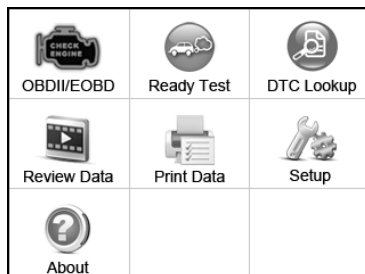 CHECK
ENGINE
OBDII/EOBD
Ready Test
DTC Lookup
Review Data
Print Data
Setup
About